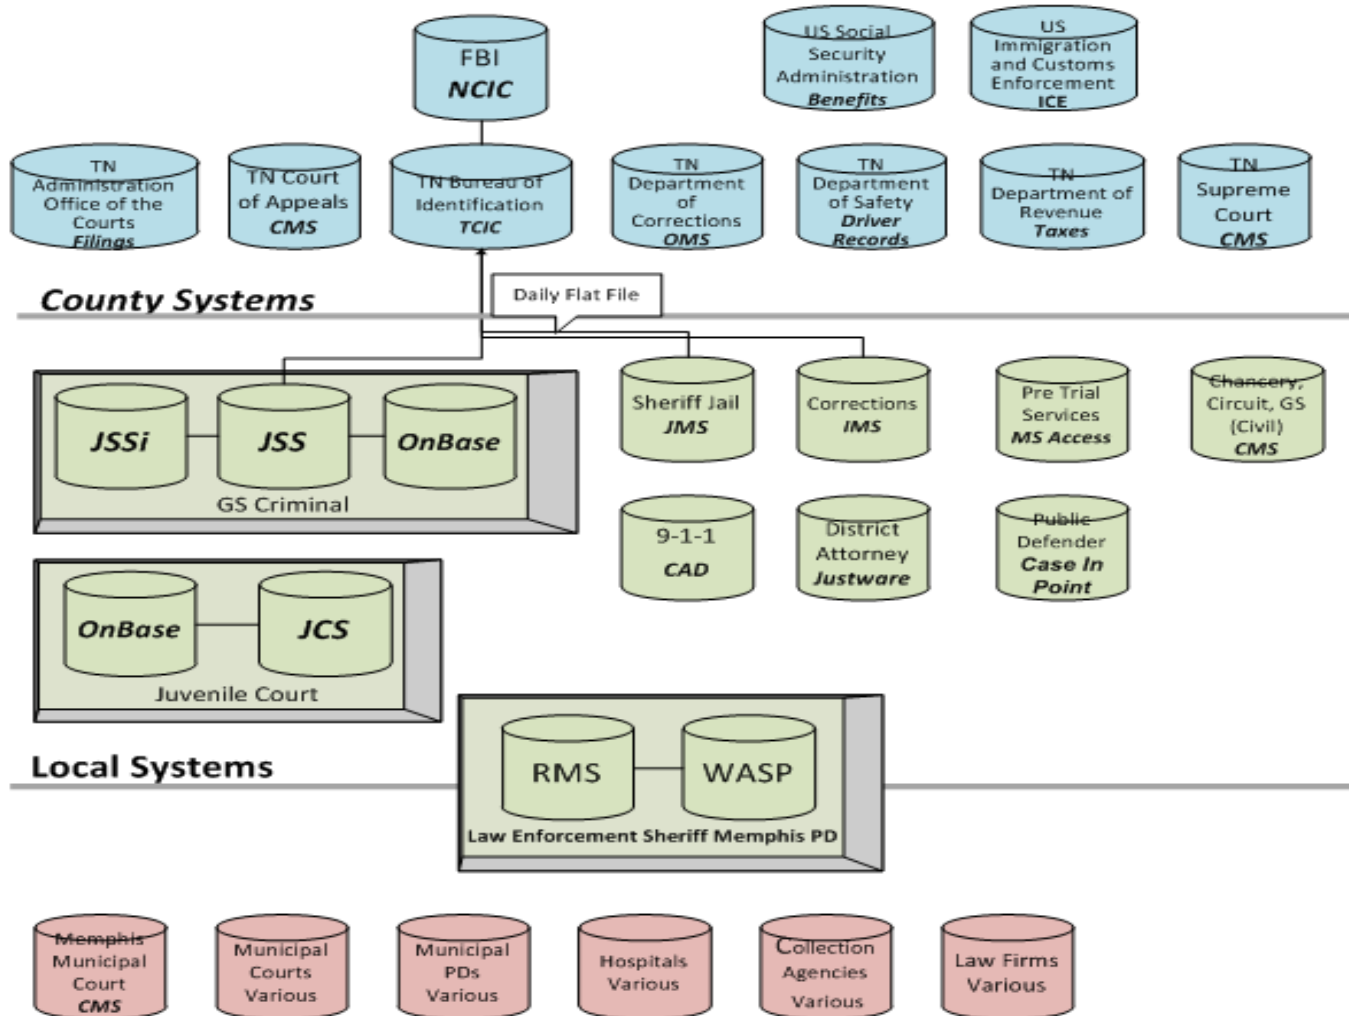 FBI
NCIC
US Social
Security
Administration
Benefits
US
Immigration
and Customs
Enforcement
ICE
TN
Administration
Office of the
Courts
Filings
TN Court
of Appeals
CMS
TN Bureau of
Identification
TCIC
TN
Department
of
Corrections
OMS
TN
Department
of Safety
Driver
Records
TN
Department of
Revenue
Taxes
TN
Supreme
Court
CMS
County Systems
Daily Flat File
JSSi
JSS
OnBase
GS Criminal
Sheriff Jail
JMS
Corrections
IMS
Pre Trial
Services
MS Access
Chancery,
Circuit, GS
(Civil)
CMS
9-1-1
CAD
District
Attorney
Justware
Public
Defender
Case In
Point
OnBase
JCS
Juvenile Court
RMS
WASP
Law Enforcement Sheriff Memphis PD
Local Systems
Memphis
Municipal
Court
CMS
Municipal
Courts
Various
Municipal
PDs
Various
Hospitals
Various
Collection
Agencies
Various
Law Firms
Various